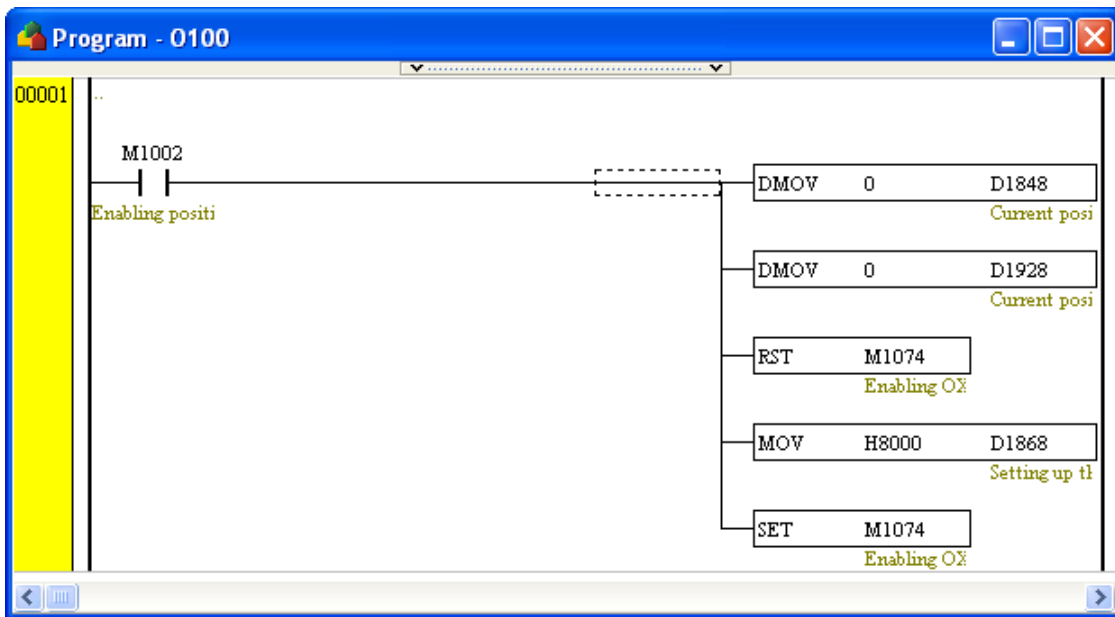 Program - O100
00001
M1002
Enabling positi
DMOV 0 D1848
Current posi
DMOV 0 D1928
Current posi
RST M1074
Enabling OX
MOV H8000 D1868
Setting up th
SET M1074
Enabling OX